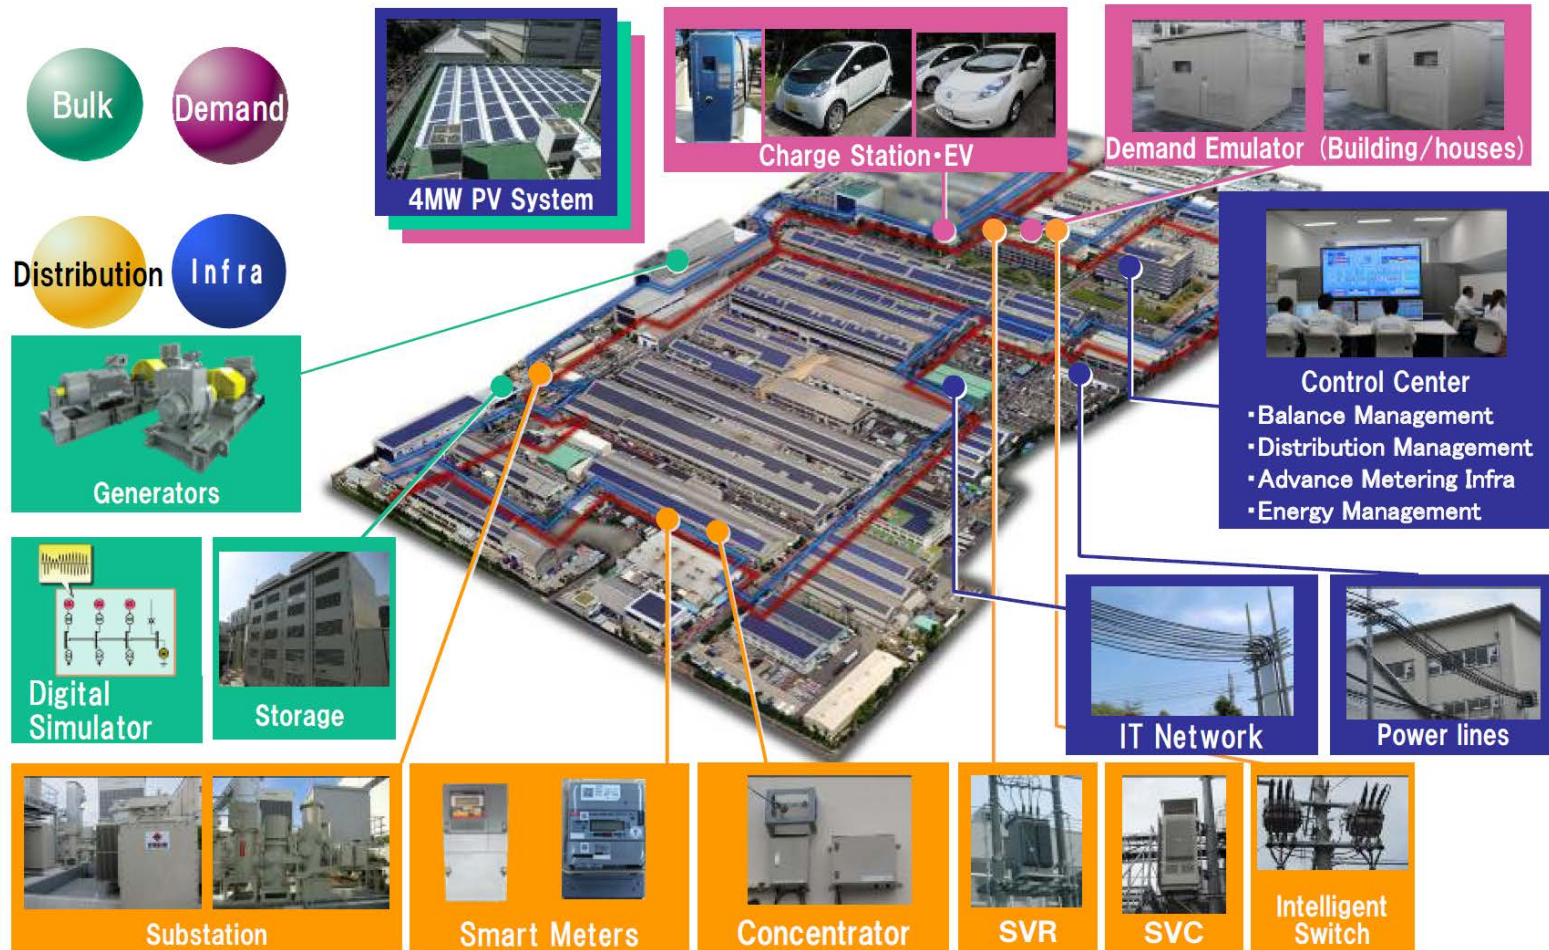 Bulk
Demand
Distribution
Infra
4MW PV System
Charge Station・EV
Demand Emulator (Building/houses)
Control Center
・Balance Management
・Distribution Management
・Advance Metering Infra
・Energy Management
Generators
Digital
Simulator
Storage
IT Network
Power lines
Substation
Smart Meters
Concentrator
SVR
SVC
Intelligent
Switch